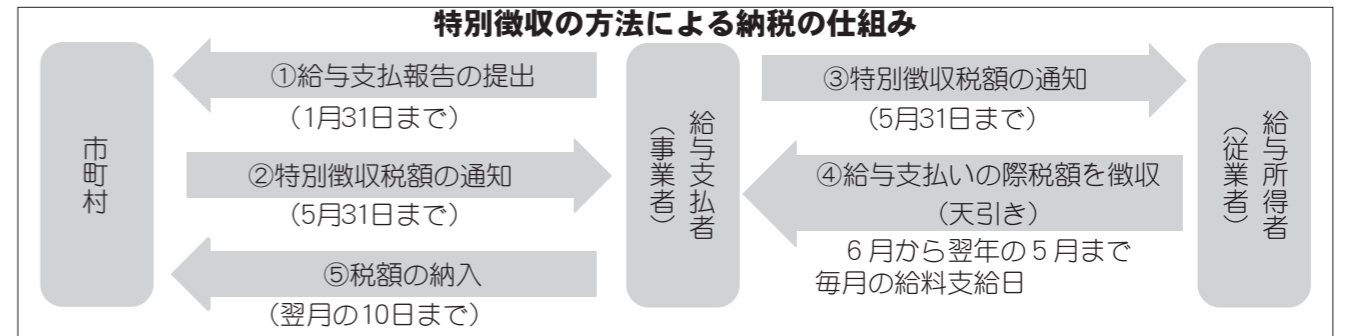 特別徴収の方法による納税の仕組み
市町村
①給与支払報告の提出
(1月31日まで)
②特別徴収税額の通知
(5月31日まで)
⑤税額の納入
(翌月の10日まで)
給与支払者
(事業者)
③特別徴収税額の通知
(5月31日まで)
④給与支払いの際税額を徴収
(天引き)
6月から翌年の5月まで
毎月の給料支給日
給与所得者
(従業者)